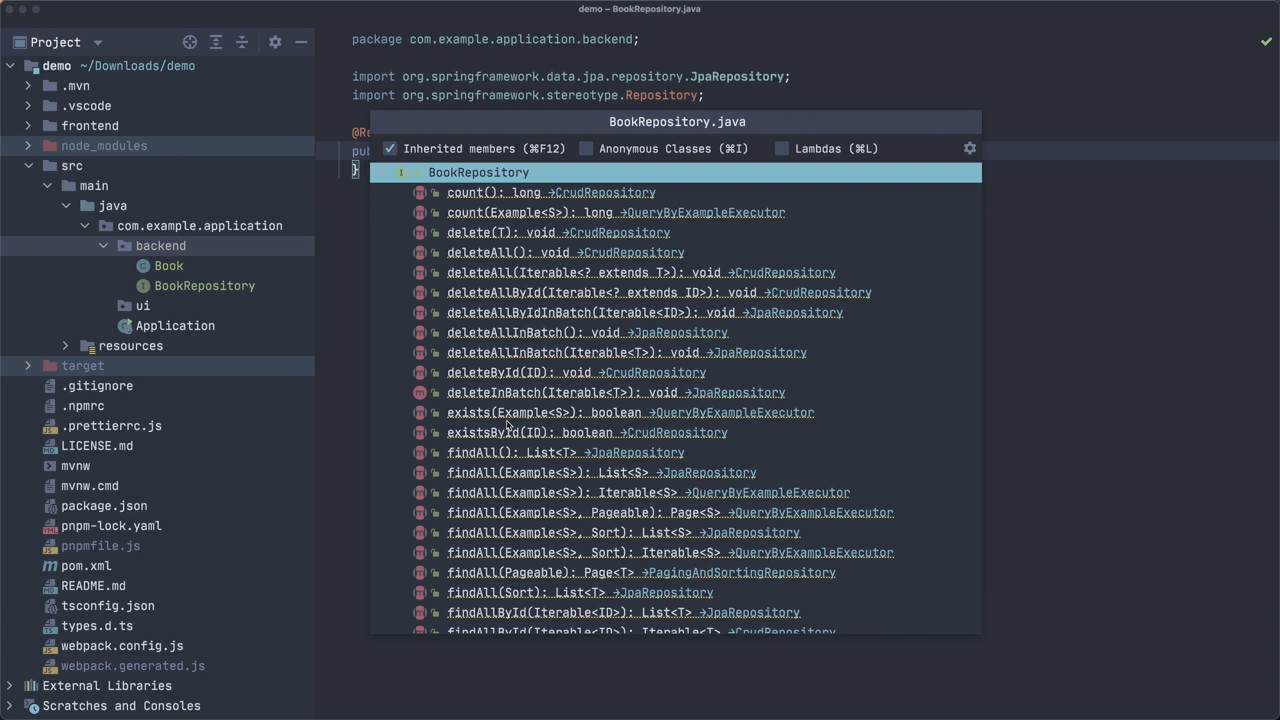 demo – BookRepository.java
Project
demo ~/Downloads/demo
.mvn
.vscode
frontend
node_modules
src
main
java
com.example.application
backend
Book
BookRepository
ui
Application
resources
target
.gitignore
.npmrc
.prettierrc.js
LICENSE.md
mvnw
mvnw.cmd
package.json
pnpm-lock.yaml
pnpmfile.js
pom.xml
README.md
tsconfig.json
types.d.ts
webpack.config.js
webpack.generated.js
External Libraries
Scratches and Consoles
package com.example.application.backend;
import org.springframework.data.jpa.repository.JpaRepository;
import org.springframework.stereotype.Repository;
@Re
pub
}
BookRepository.java
Inherited members (⌘F12) Anonymous Classes (⌘I) Lambdas (⌘L)
BookRepository
count(): long →CrudRepository
count(Example<S>): long →QueryByExampleExecutor
delete(T): void →CrudRepository
deleteAll(): void →CrudRepository
deleteAll(Iterable<? extends T>): void →CrudRepository
deleteAllById(Iterable<? extends ID>): void →CrudRepository
deleteAllByIdInBatch(Iterable<ID>): void →JpaRepository
deleteAllInBatch(): void →JpaRepository
deleteAllInBatch(Iterable<T>): void →JpaRepository
deleteById(ID): void →CrudRepository
deleteInBatch(Iterable<T>): void →JpaRepository
exists(Example<S>): boolean →QueryByExampleExecutor
existsById(ID): boolean →CrudRepository
findAll(): List<T> →JpaRepository
findAll(Example<S>): List<S> →JpaRepository
findAll(Example<S>): Iterable<S> →QueryByExampleExecutor
findAll(Example<S>, Pageable): Page<S> →QueryByExampleExecutor
findAll(Example<S>, Sort): List<S> →JpaRepository
findAll(Example<S>, Sort): Iterable<S> →QueryByExampleExecutor
findAll(Pageable): Page<T> →PagingAndSortingRepository
findAll(Sort): List<T> →JpaRepository
findAllById(Iterable<ID>): List<T> →JpaRepository
findAllById(Iterable<ID>): Iterable<T> →CrudRepository